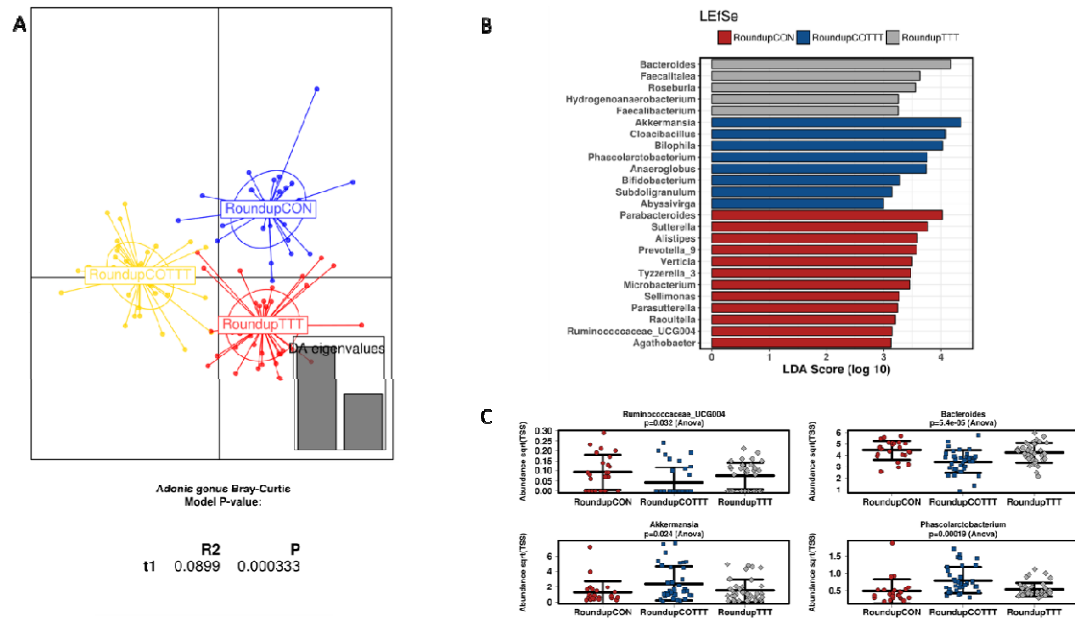 A
RoundupCON
RoundupCOTTT
RoundupTTT
DA eigenvalues
Adonis genus Bray-Curtis
Model P-value:
R2 P
t1 0.0899 0.000333
B
LEfSe
RoundupCON RoundupCOTTT RoundupTTT
Bacteroides
Faecalitalea
Roseburia
Hydrogenoanaerobacterium
Faecalibacterium
Akkermansia
Cloacibacillus
Bilophila
Phascolarctobacterium
Anaeroglobus
Bifidobacterium
Subdoligranulum
Abyssivirga
Parabacteroides
Sutterella
Alistipes
Prevotella_9
Verticia
Tyzzerella_3
Microbacterium
Sellimonas
Parasutterella
Raoultella
Ruminococcaceae_UCG004
Agathobacter
0 1 2 3 4
LDA Score (log 10)
C
Ruminococcaceae_UCG004
p=0.032 (Anova)
Abundance sqrt(TSS)
0.30
0.25
0.20
0.15
0.10
0.05
0.00
RoundupCON RoundupCOTTT RoundupTTT
Bacteroides
p=5.4e-05 (Anova)
Abundance sqrt(TSS)
6
5
4
3
2
1
RoundupCON RoundupCOTTT RoundupTTT
Akkermansia
p=0.024 (Anova)
Abundance sqrt(TSS)
6
4
2
0
RoundupCON RoundupCOTTT RoundupTTT
Phascolarctobacterium
p=0.00019 (Anova)
Abundance sqrt(TSS)
1.5
1.0
0.5
RoundupCON RoundupCOTTT RoundupTTT